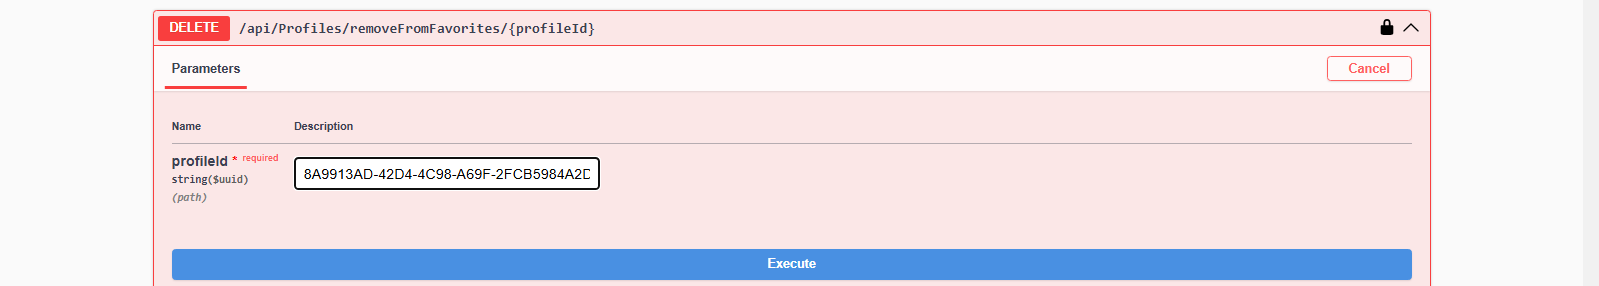 DELETE /api/Profiles/removeFromFavorites/{profileId}
Parameters Cancel
Name Description
profileId * required
8A9913AD-42D4-4C98-A69F-2FCB5984A2D
string($uuid)
(path)
Execute